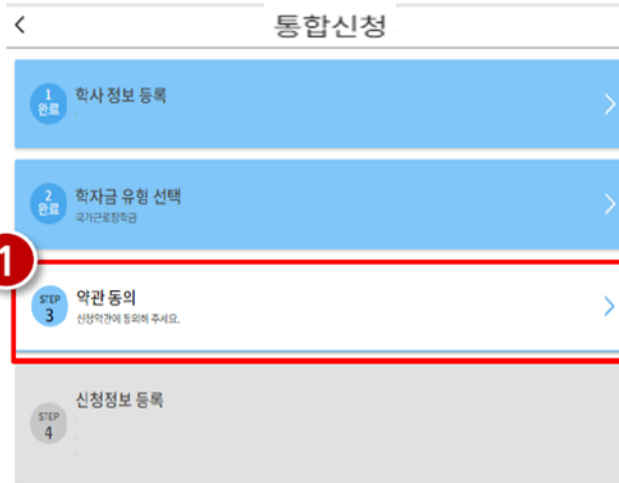 통합신청
1
완료
학사 정보 등록
2
완료
학자금 유형 선택
국가근로장학금
1
STEP
3
약관 동의
신청약관에 동의해 주세요.
STEP
4
신청정보 등록